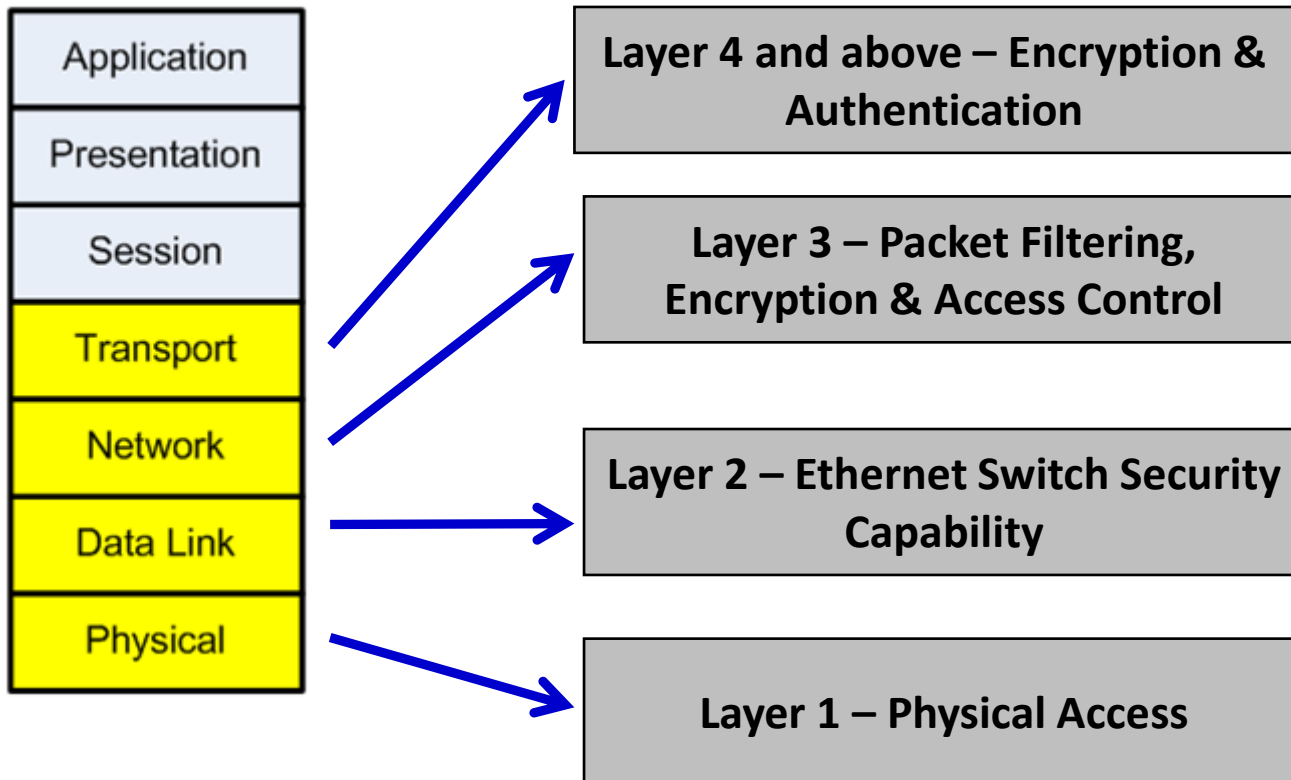 Application
Presentation
Session
Transport
Network
Data Link
Physical
Layer 4 and above – Encryption &
Authentication
Layer 3 – Packet Filtering,
Encryption & Access Control
Layer 2 – Ethernet Switch Security
Capability
Layer 1 – Physical Access